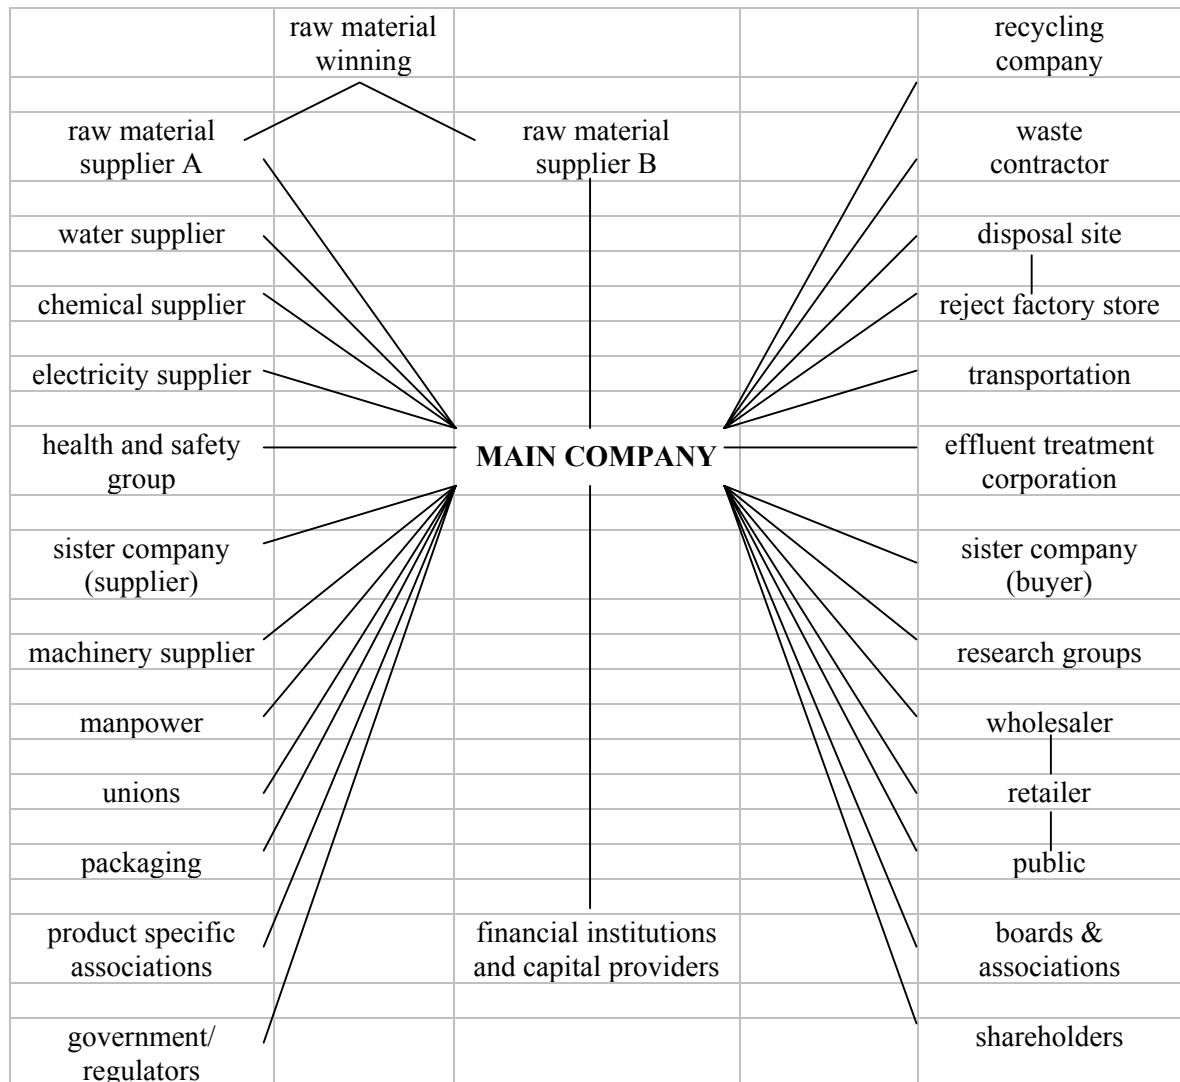 raw material
winning
recycling
company
raw material
supplier A
raw material
supplier B
waste
contractor
water supplier
disposal site
chemical supplier
reject factory store
electricity supplier
transportation
health and safety
group
MAIN COMPANY
effluent treatment
corporation
sister company
(supplier)
sister company
(buyer)
machinery supplier
research groups
manpower
wholesaler
unions
retailer
packaging
public
product specific
associations
financial institutions
and capital providers
boards &
associations
government/
regulators
shareholders